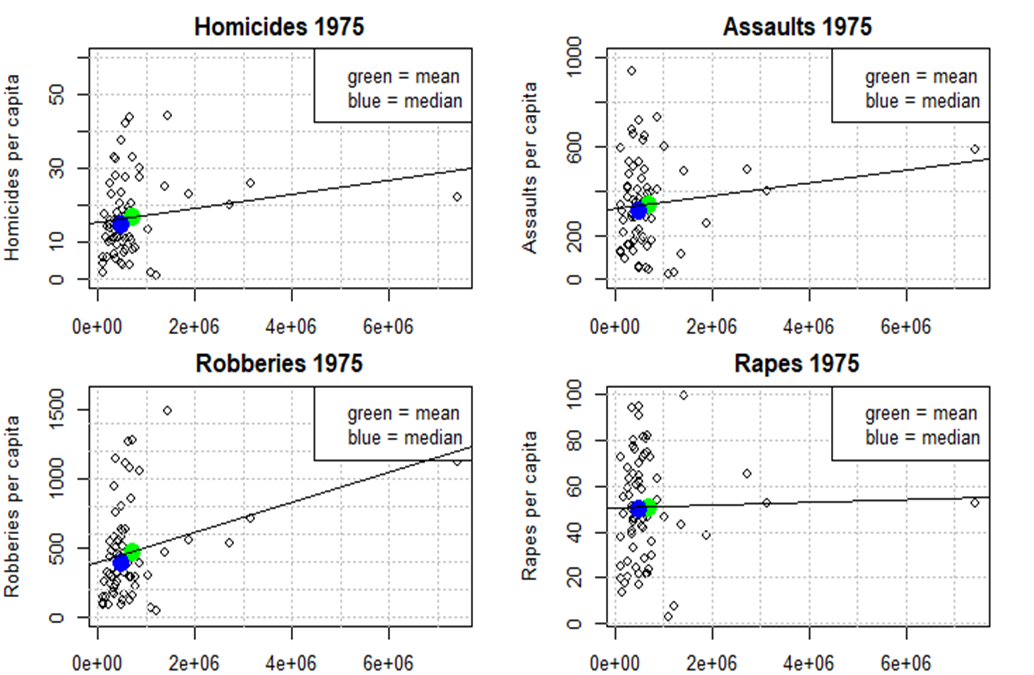 Homicides 1975
Homicides per capita
50
30
10
0
green = mean
blue = median
0e+00 2e+06 4e+06 6e+06
Assaults 1975
Assaults per capita
1000
600
200
0
green = mean
blue = median
0e+00 2e+06 4e+06 6e+06
Robberies 1975
Robberies per capita
1500
1000
500
0
green = mean
blue = median
0e+00 2e+06 4e+06 6e+06
Rapes 1975
Rapes per capita
100
80
60
40
20
0
green = mean
blue = median
0e+00 2e+06 4e+06 6e+06